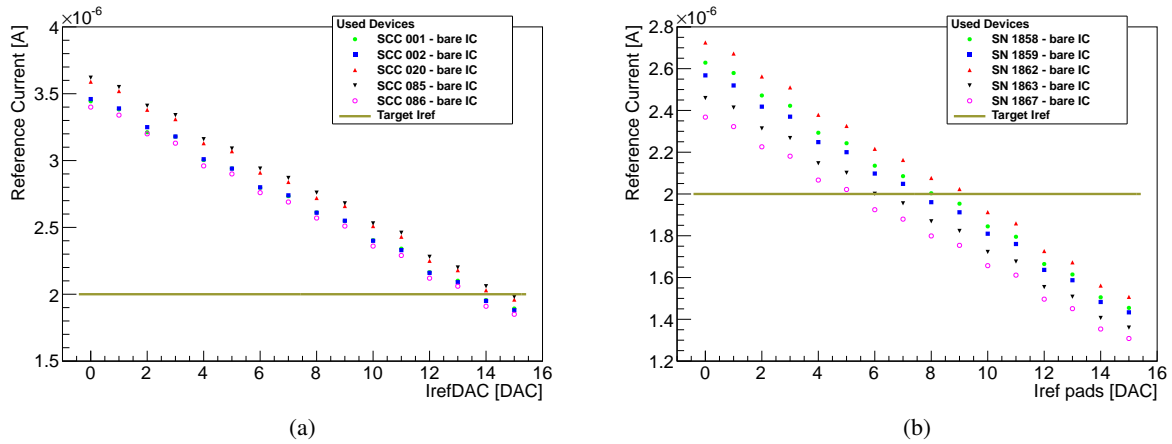 ×10⁻⁶
Reference Current [A]
4
3.5
3
2.5
2
1.5
0 2 4 6 8 10 12 14 16
IrefDAC [DAC]
Used Devices
SCC 001 - bare IC
SCC 002 - bare IC
SCC 020 - bare IC
SCC 085 - bare IC
SCC 086 - bare IC
Target Iref
(a)
×10⁻⁶
Reference Current [A]
2.8
2.6
2.4
2.2
2
1.8
1.6
1.4
1.2
0 2 4 6 8 10 12 14 16
Iref pads [DAC]
Used Devices
SN 1858 - bare IC
SN 1859 - bare IC
SN 1862 - bare IC
SN 1863 - bare IC
SN 1867 - bare IC
Target Iref
(b)